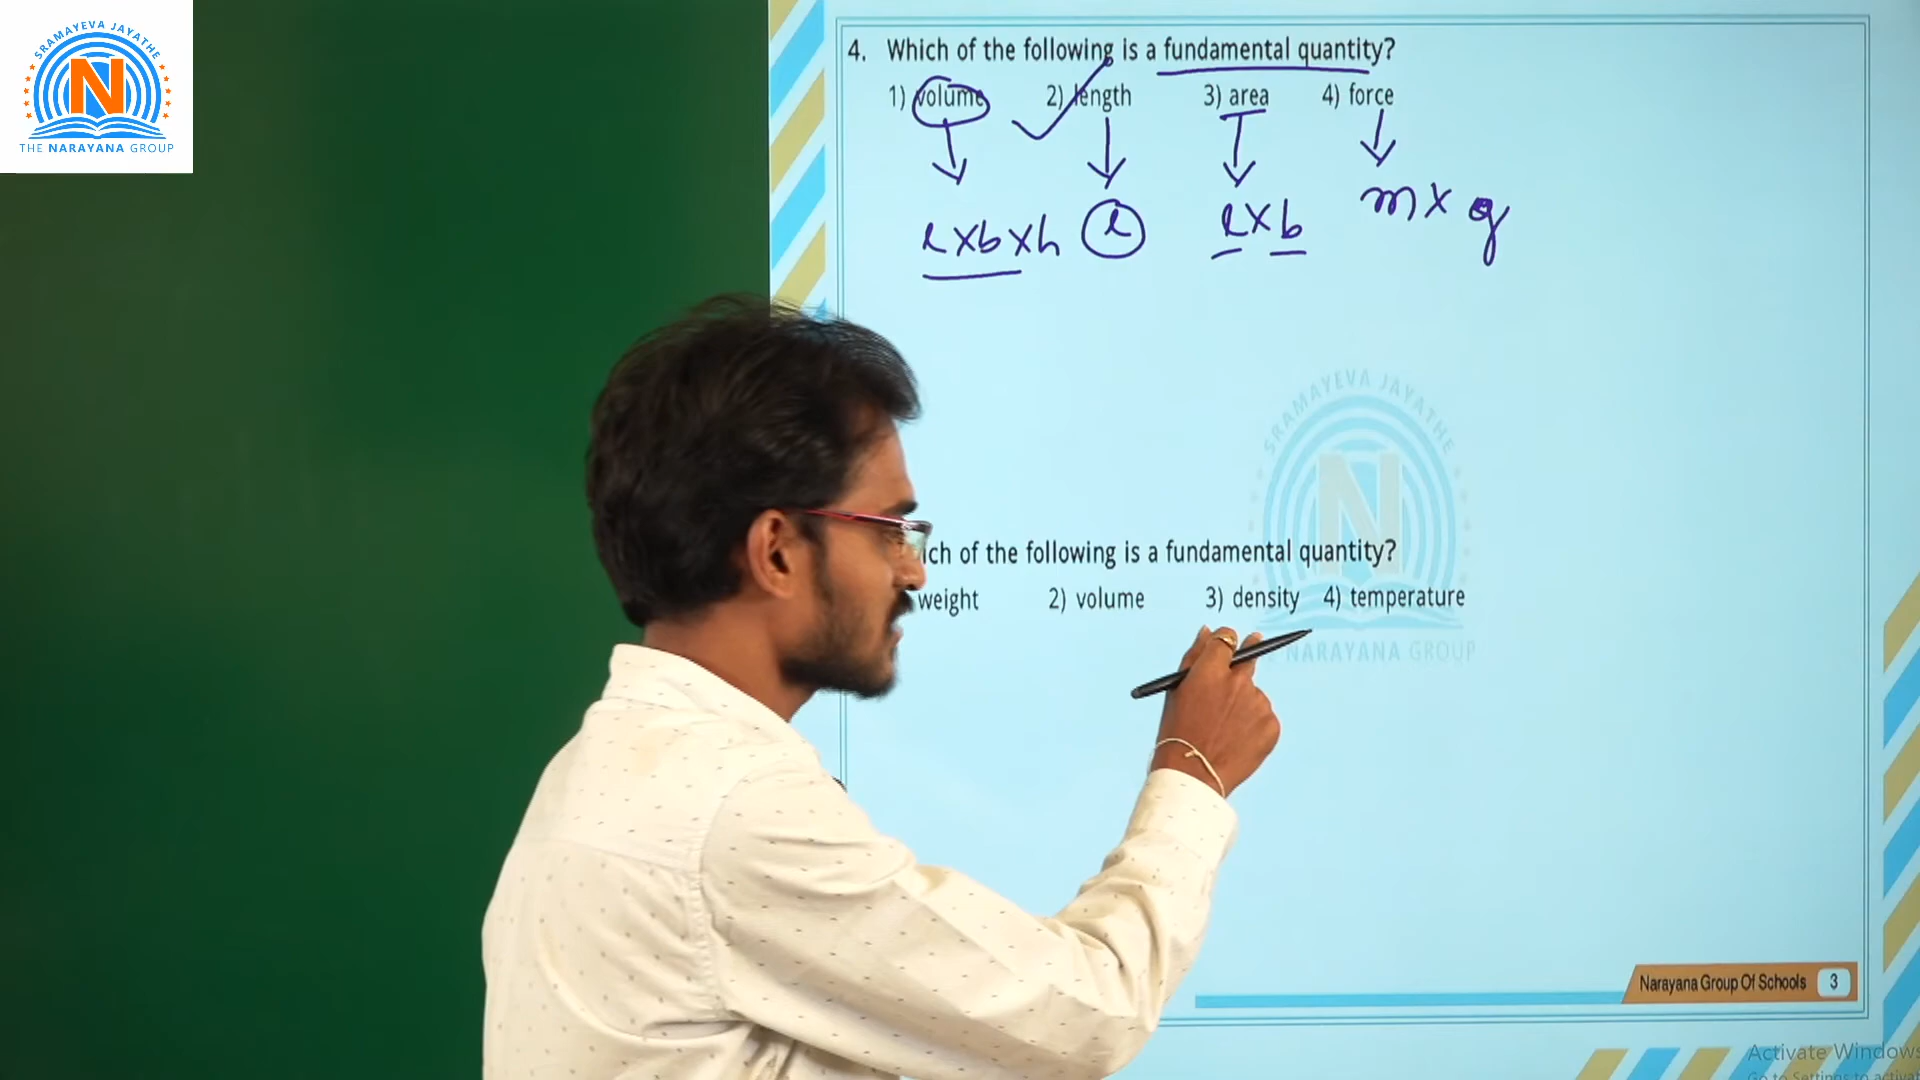 SRAMAYEVA JAYATHE
N
THE NARAYANA GROUP
4. Which of the following is a fundamental quantity?
1) volume 2) length 3) area 4) force
l x b x h l l x b m x g
SRAMAYEVA JAYATHE
N
NARAYANA GROUP
of the following is a fundamental quantity?
weight 2) volume 3) density 4) temperature
Narayana Group Of Schools 3
Activate Windows